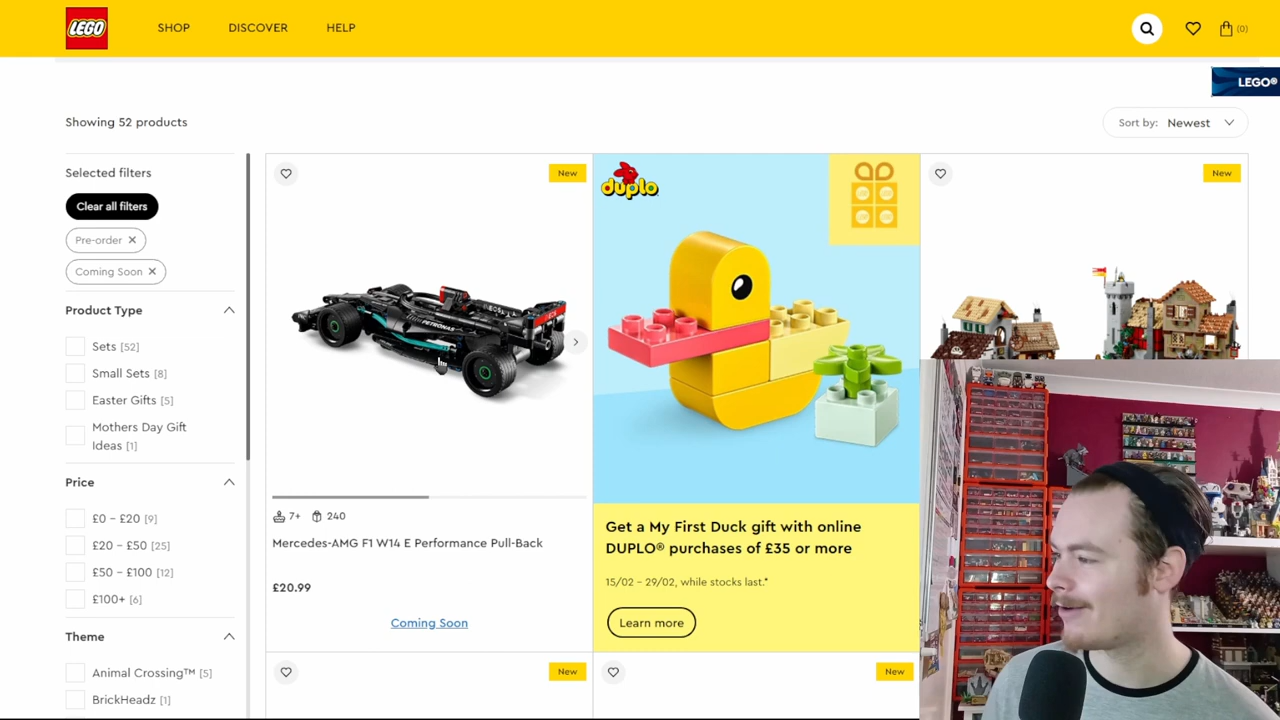 LEGO
SHOP
DISCOVER
HELP
(0)
LEGO®
Showing 52 products
Sort by: Newest
Selected filters
Clear all filters
Pre-order
Coming Soon
Product Type
Sets [52]
Small Sets [8]
Easter Gifts [5]
Mothers Day Gift
Ideas [1]
Price
£0 – £20 [9]
£20 – £50 [25]
£50 – £100 [12]
£100+ [6]
Theme
Animal Crossing™ [5]
BrickHeadz [1]
New
PETRONAS
7+
240
Mercedes-AMG F1 W14 E Performance Pull-Back
£20.99
Coming Soon
duplo
Get a My First Duck gift with online
DUPLO® purchases of £35 or more
15/02 – 29/02, while stocks last.*
Learn more
New
New
New